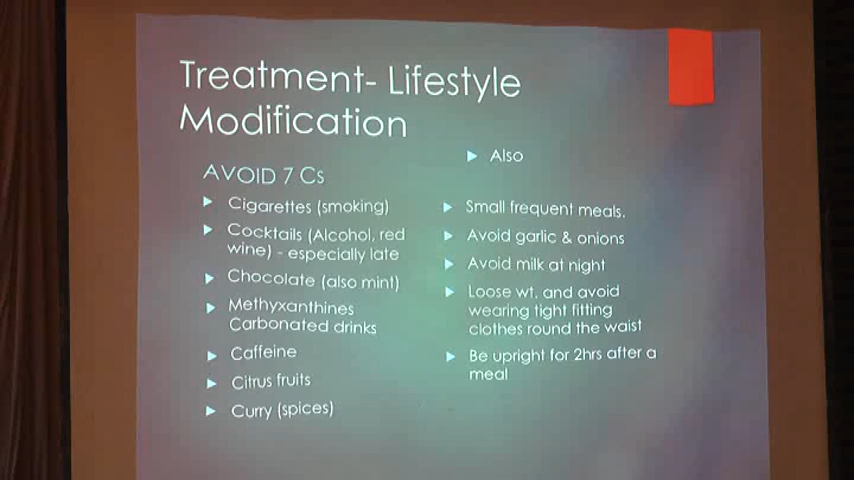 Treatment- Lifestyle
Modification
AVOID 7 Cs
Cigarettes (smoking)
Cocktails (Alcohol, red
wine) - especially late
Chocolate (also mint)
Methyxanthines
Carbonated drinks
Caffeine
Citrus fruits
Curry (spices)
Also
Small frequent meals.
Avoid garlic & onions
Avoid milk at night
Loose wt. and avoid
wearing tight fitting
clothes round the waist
Be upright for 2hrs after a
meal